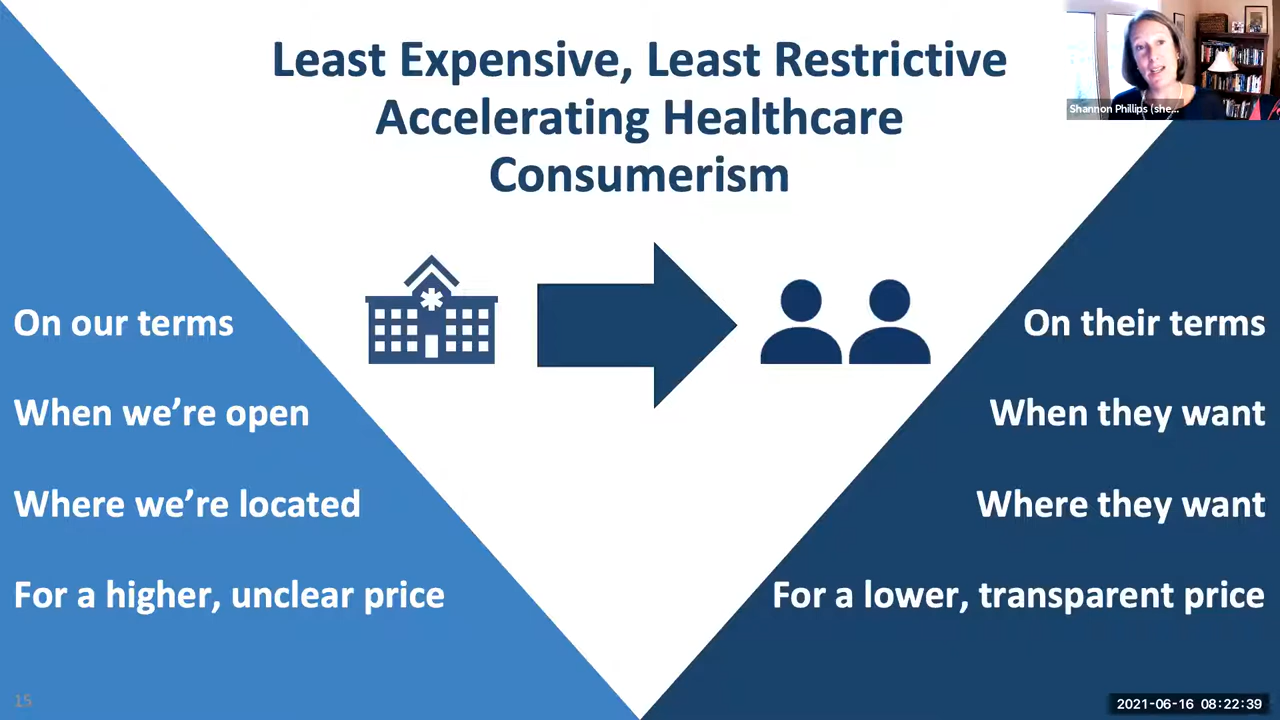 Least Expensive, Least Restrictive
Accelerating Healthcare
Consumerism
Shannon Phillips (she...
On our terms
When we’re open
Where we’re located
For a higher, unclear price
On their terms
When they want
Where they want
For a lower, transparent price
15
2021-06-16 08:22:39